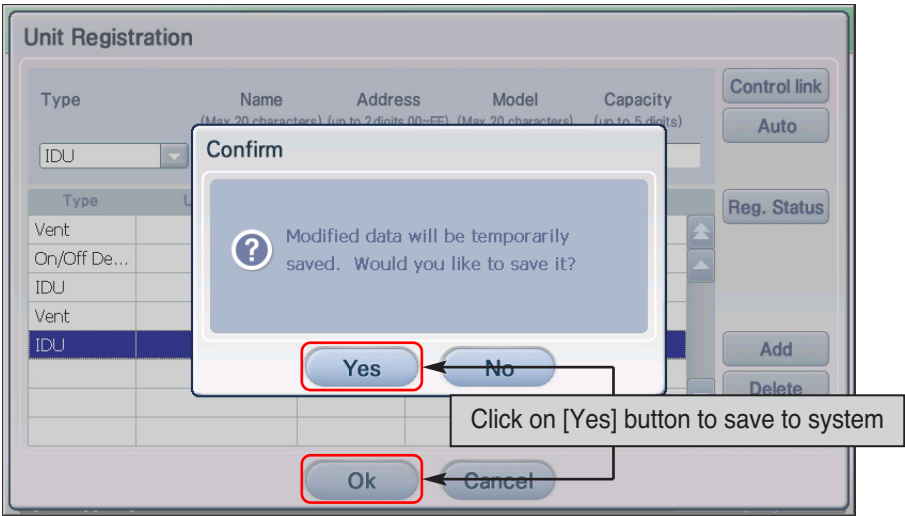 Unit Registration
Type Name Address Model Capacity
(Max 20 characters) (up to 2 digits 00~FF) (Max 20 characters) (up to 5 digits)
Control link
Auto
IDU
Confirm
Type
Reg. Status
Vent
On/Off De...
IDU
Vent
IDU
Modified data will be temporarily
saved. Would you like to save it?
Yes No
Add
Delete
Click on [Yes] button to save to system
Ok Cancel